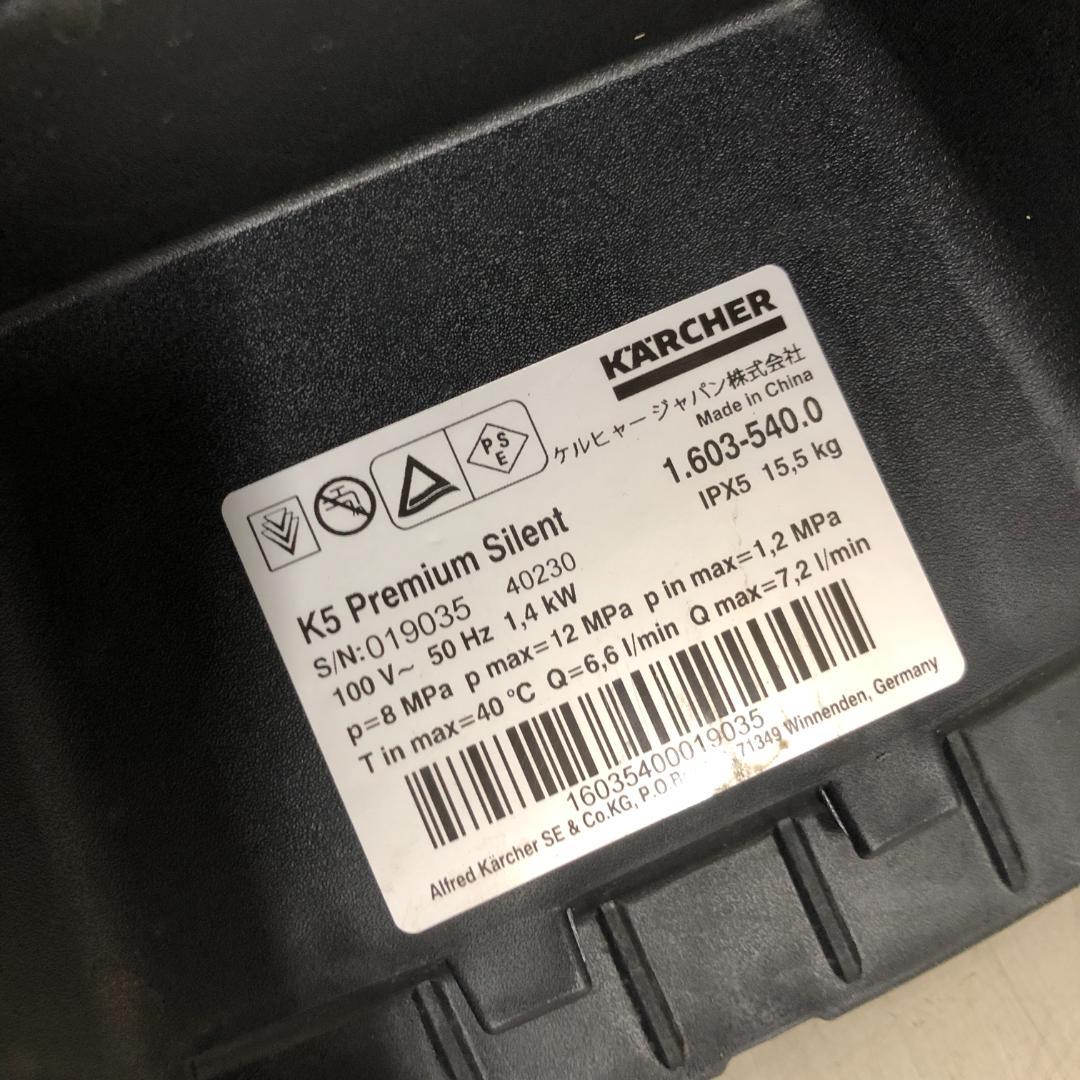 KÄRCHER
ケルヒャー ジャパン株式会社
Made in China
1.603-540.0
IPX5 15,5 kg
PSE
K5 Premium Silent
S/N:019035 40230
100 V~ 50 Hz 1,4 kW
p=8 MPa p max=12 MPa p in max=1,2 MPa
T in max=40 °C Q=6,6 l/min Q max=7,2 l/min
16035400019035
Alfred Kärcher SE & Co.KG, P.O. 71349 Winnenden, Germany